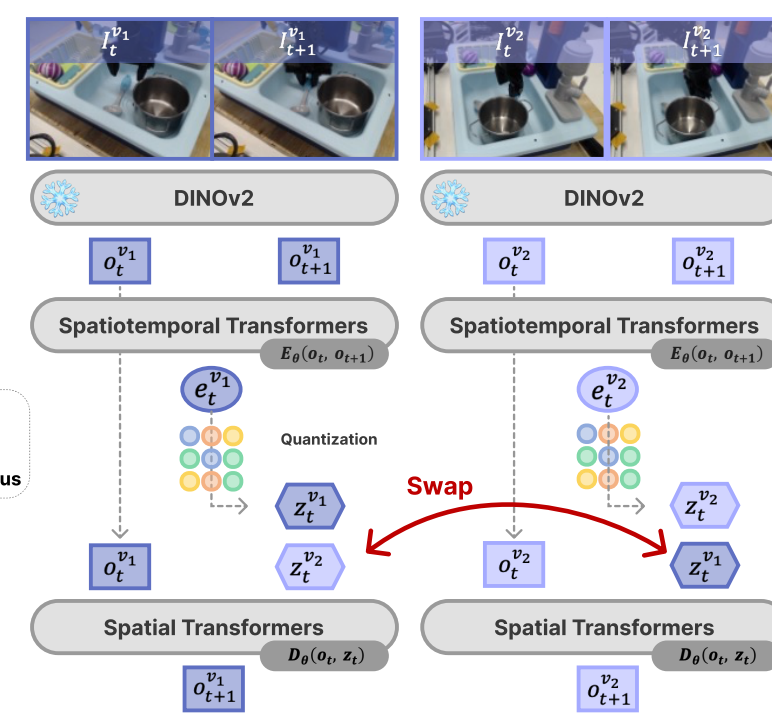 I_t^{v_1} I_{t+1}^{v_1} I_t^{v_2} I_{t+1}^{v_2}
DINOv2 DINOv2
o_t^{v_1} o_{t+1}^{v_1} o_t^{v_2} o_{t+1}^{v_2}
Spatiotemporal Transformers Spatiotemporal Transformers
E_θ(o_t, o_{t+1}) E_θ(o_t, o_{t+1})
e_t^{v_1} e_t^{v_2}
Quantization
us
Swap
z_t^{v_1} z_t^{v_2}
o_t^{v_1} z_t^{v_2} o_t^{v_2} z_t^{v_1}
Spatial Transformers Spatial Transformers
D_θ(o_t, z_t) D_θ(o_t, z_t)
o_{t+1}^{v_1} o_{t+1}^{v_2}